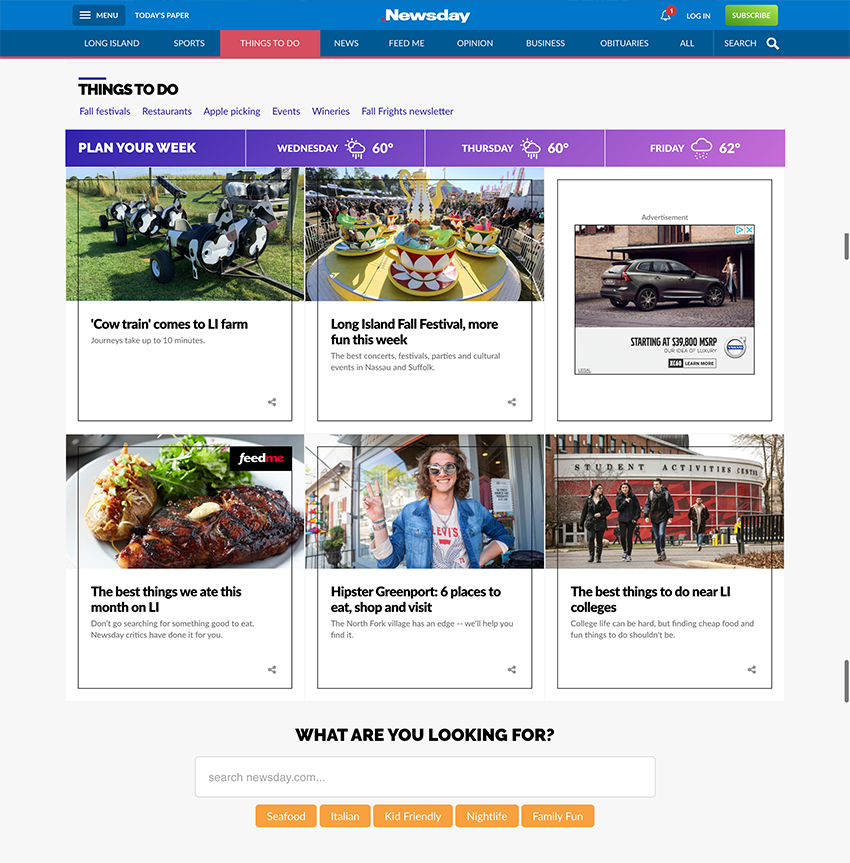 MENU
TODAY'S PAPER
Newsday
1
LOG IN
SUBSCRIBE
LONG ISLAND
SPORTS
THINGS TO DO
NEWS
FEED ME
OPINION
BUSINESS
OBITUARIES
ALL
SEARCH
THINGS TO DO
Fall festivals
Restaurants
Apple picking
Events
Wineries
Fall Frights newsletter
PLAN YOUR WEEK
WEDNESDAY 60°
THURSDAY 60°
FRIDAY 62°
'Cow train' comes to LI farm
Journeys take up to 10 minutes.
Long Island Fall Festival, more
fun this week
The best concerts, festivals, parties and cultural
events in Nassau and Suffolk.
Advertisement
STARTING AT $39,800 MSRP
OUR IDEA OF LUXURY
XC60 LEARN MORE
VOLVO
LEGAL
feedme
The best things we ate this
month on LI
Don't go searching for something good to eat.
Newsday critics have done it for you.
LEVI'S
Hipster Greenport: 6 places to
eat, shop and visit
The North Fork village has an edge -- we'll help you
find it.
STUDENT ACTIVITIES CENTE
The best things to do near LI
colleges
College life can be hard, but finding cheap food and
fun things to do shouldn't be.
WHAT ARE YOU LOOKING FOR?
search newsday.com...
Seafood
Italian
Kid Friendly
Nightlife
Family Fun